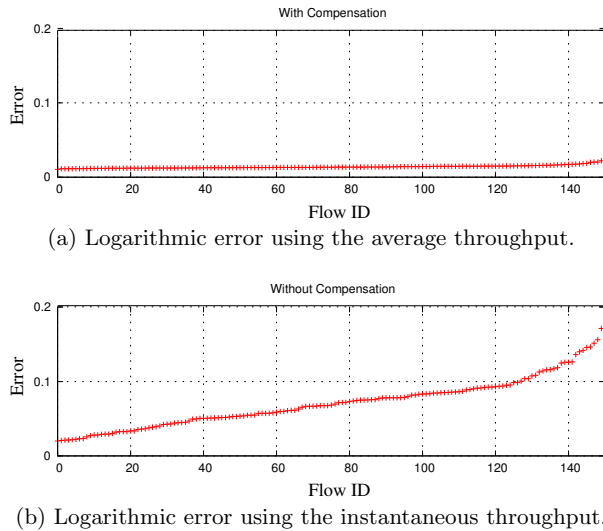 With Compensation
0.2
0.1
0
Error
0 20 40 60 80 100 120 140
Flow ID
(a) Logarithmic error using the average throughput.
Without Compensation
0.2
0.1
0
Error
0 20 40 60 80 100 120 140
Flow ID
(b) Logarithmic error using the instantaneous throughput.